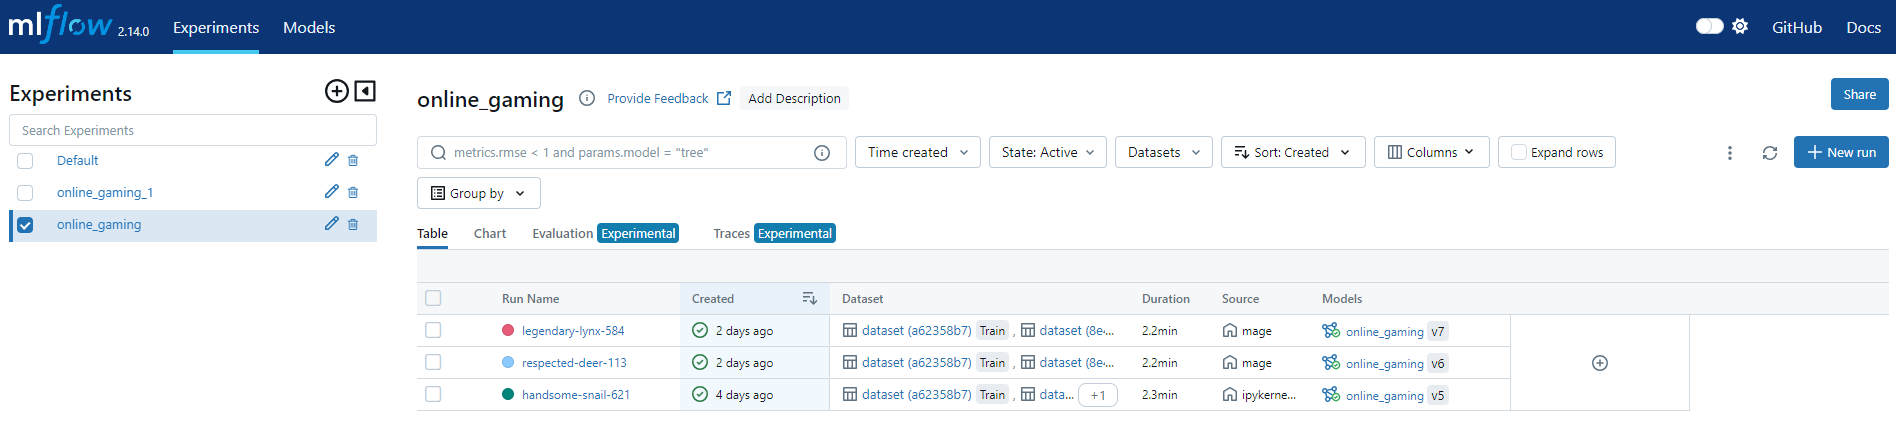 mlflow 2.14.0 Experiments Models GitHub Docs
Experiments
Search Experiments
Default
online_gaming_1
online_gaming
online_gaming Provide Feedback Add Description Share
metrics.rmse < 1 and params.model = "tree" Time created State: Active Datasets Sort: Created Columns Expand rows New run
Group by
Table Chart Evaluation Experimental Traces Experimental
Run Name Created Dataset Duration Source Models
legendary-lynx-584 2 days ago dataset (a62358b7) Train , dataset (8e... 2.2min mage online_gaming v7
respected-deer-113 2 days ago dataset (a62358b7) Train , dataset (8e... 2.2min mage online_gaming v6
handsome-snail-621 4 days ago dataset (a62358b7) Train , data... +1 2.3min ipykerne... online_gaming v5